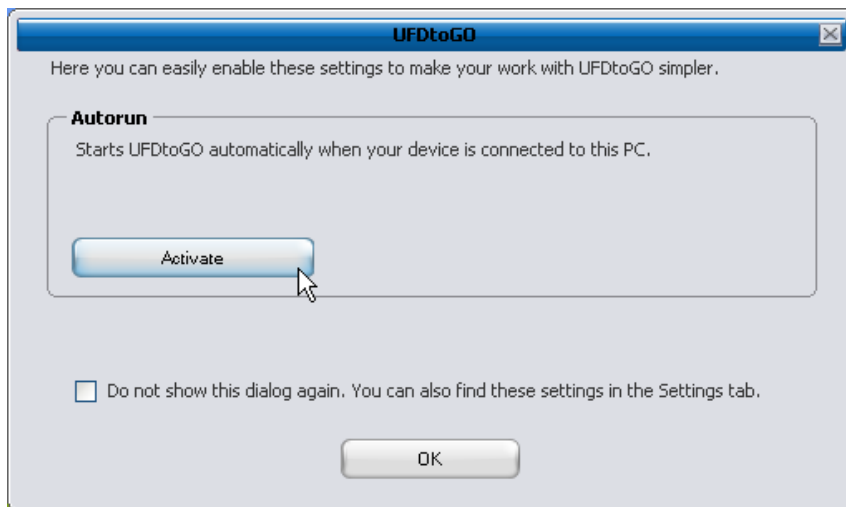 UFDtoGO
Here you can easily enable these settings to make your work with UFDtoGO simpler.
Autorun
Starts UFDtoGO automatically when your device is connected to this PC.
Activate
Do not show this dialog again. You can also find these settings in the Settings tab.
OK